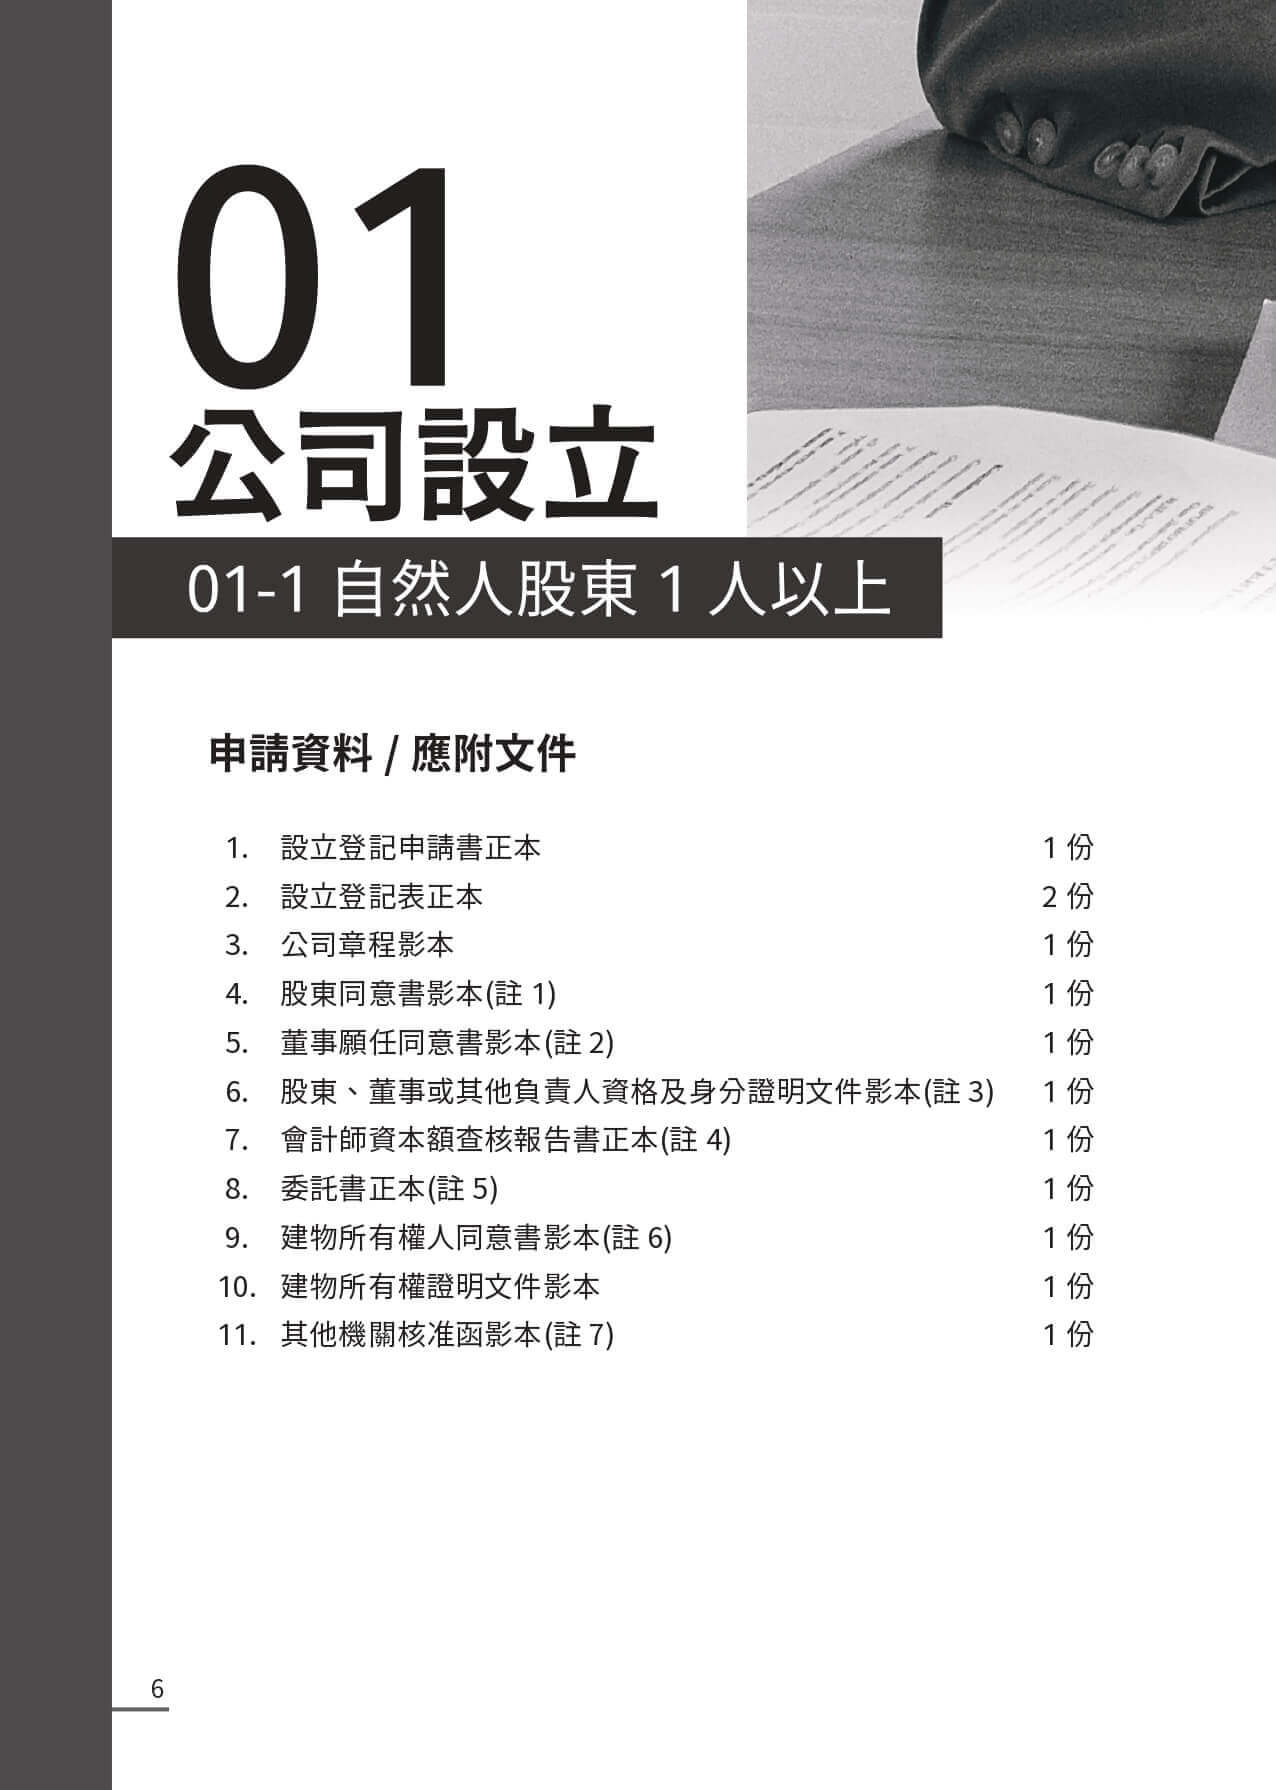 01
公司設立
01-1 自然人股東 1 人以上
申請資料 / 應附文件
1. 設立登記申請書正本 1 份
2. 設立登記表正本 2 份
3. 公司章程影本 1 份
4. 股東同意書影本(註 1) 1 份
5. 董事願任同意書影本(註 2) 1 份
6. 股東、董事或其他負責人資格及身分證明文件影本(註 3) 1 份
7. 會計師資本額查核報告書正本(註 4) 1 份
8. 委託書正本(註 5) 1 份
9. 建物所有權人同意書影本(註 6) 1 份
10. 建物所有權證明文件影本 1 份
11. 其他機關核准函影本(註 7) 1 份
6